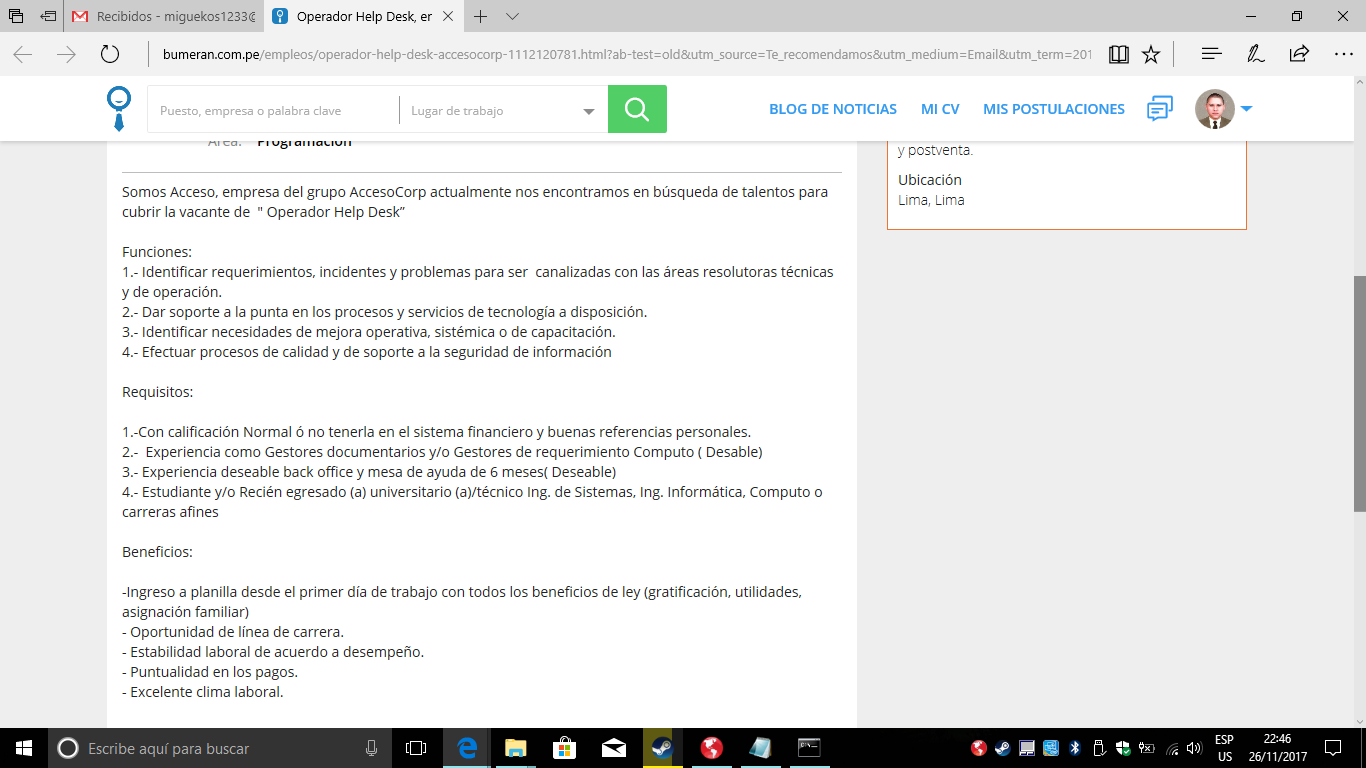 Recibidos - miguekos1233@
Operador Help Desk, er
bumeran.com.pe/empleos/operador-help-desk-accesocorp-1112120781.html?ab-test=old&utm_source=Te_recomendamos&utm_medium=Email&utm_term=201
Puesto, empresa o palabra clave
Lugar de trabajo
BLOG DE NOTICIAS
MI CV
MIS POSTULACIONES
Área: Programación
Somos Acceso, empresa del grupo AccesoCorp actualmente nos encontramos en búsqueda de talentos para
cubrir la vacante de " Operador Help Desk”
Funciones:
1.- Identificar requerimientos, incidentes y problemas para ser canalizadas con las áreas resolutoras técnicas
y de operación.
2.- Dar soporte a la punta en los procesos y servicios de tecnología a disposición.
3.- Identificar necesidades de mejora operativa, sistémica o de capacitación.
4.- Efectuar procesos de calidad y de soporte a la seguridad de información
Requisitos:
1.-Con calificación Normal ó no tenerla en el sistema financiero y buenas referencias personales.
2.- Experiencia como Gestores documentarios y/o Gestores de requerimiento Computo ( Desable)
3.- Experiencia deseable back office y mesa de ayuda de 6 meses( Deseable)
4.- Estudiante y/o Recién egresado (a) universitario (a)/técnico Ing. de Sistemas, Ing. Informática, Computo o
carreras afines
Beneficios:
-Ingreso a planilla desde el primer día de trabajo con todos los beneficios de ley (gratificación, utilidades,
asignación familiar)
- Oportunidad de línea de carrera.
- Estabilidad laboral de acuerdo a desempeño.
- Puntualidad en los pagos.
- Excelente clima laboral.
y postventa.
Ubicación
Lima, Lima
Escribe aquí para buscar
ESP
US
22:46
26/11/2017